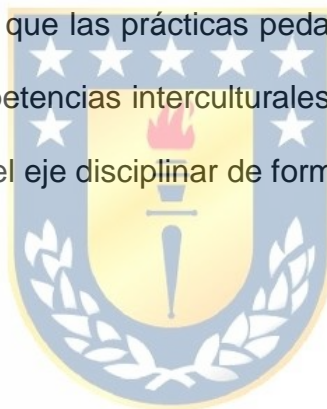 que las prácticas peda
etencias interculturales
el eje disciplinar de form